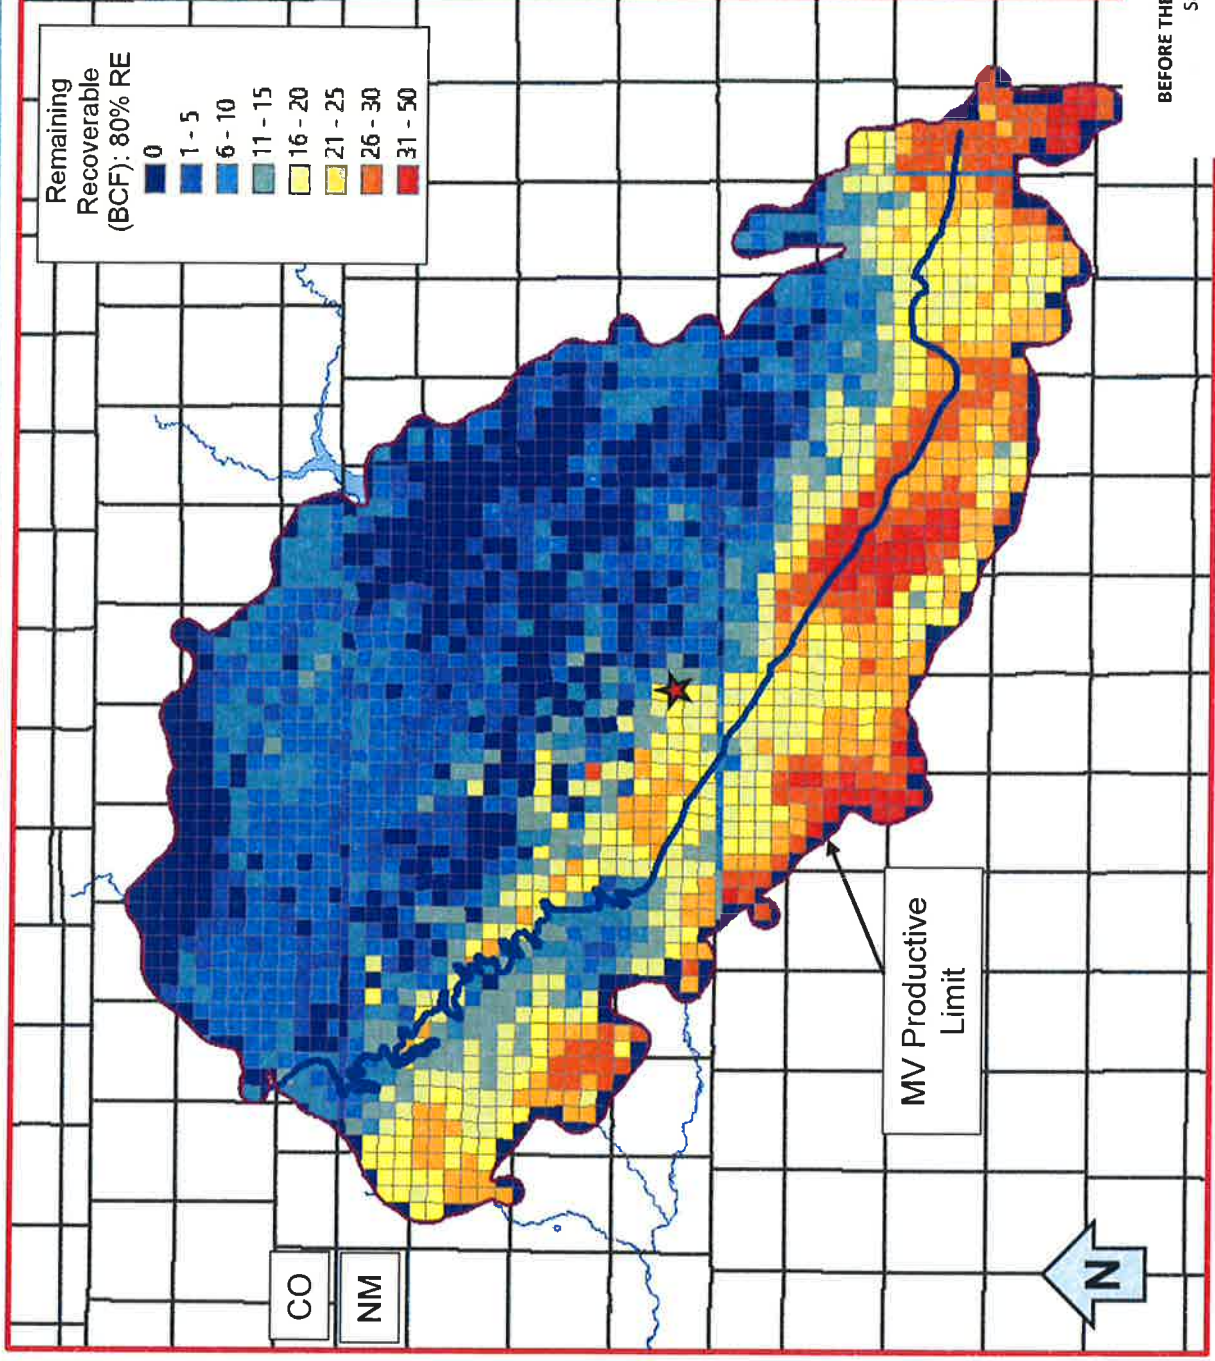 Remaining
Recoverable
(BCF): 80% RE
0
1 - 5
6 - 10
11 - 15
16 - 20
21 - 25
26 - 30
31 - 50
CO
NM
MV Productive
Limit
N
BEFORE THE
S